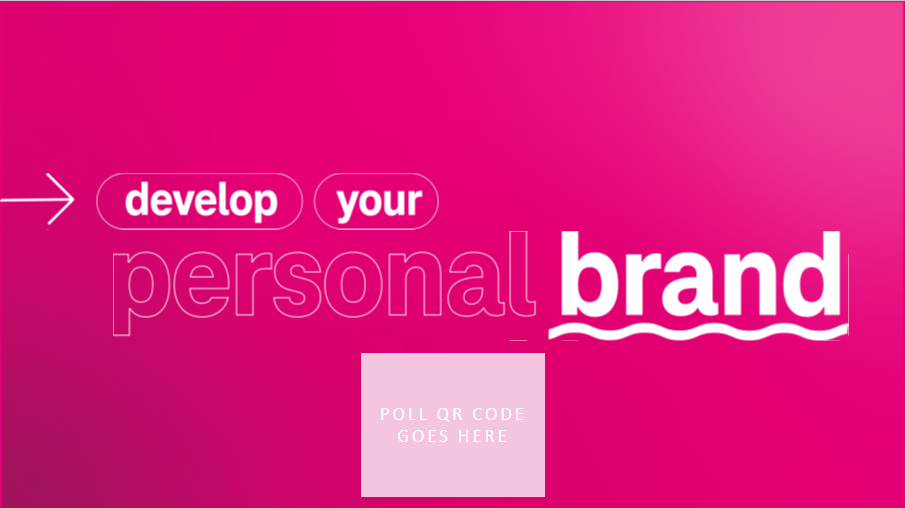 develop your
personal brand
POLL QR CODE
GOES HERE